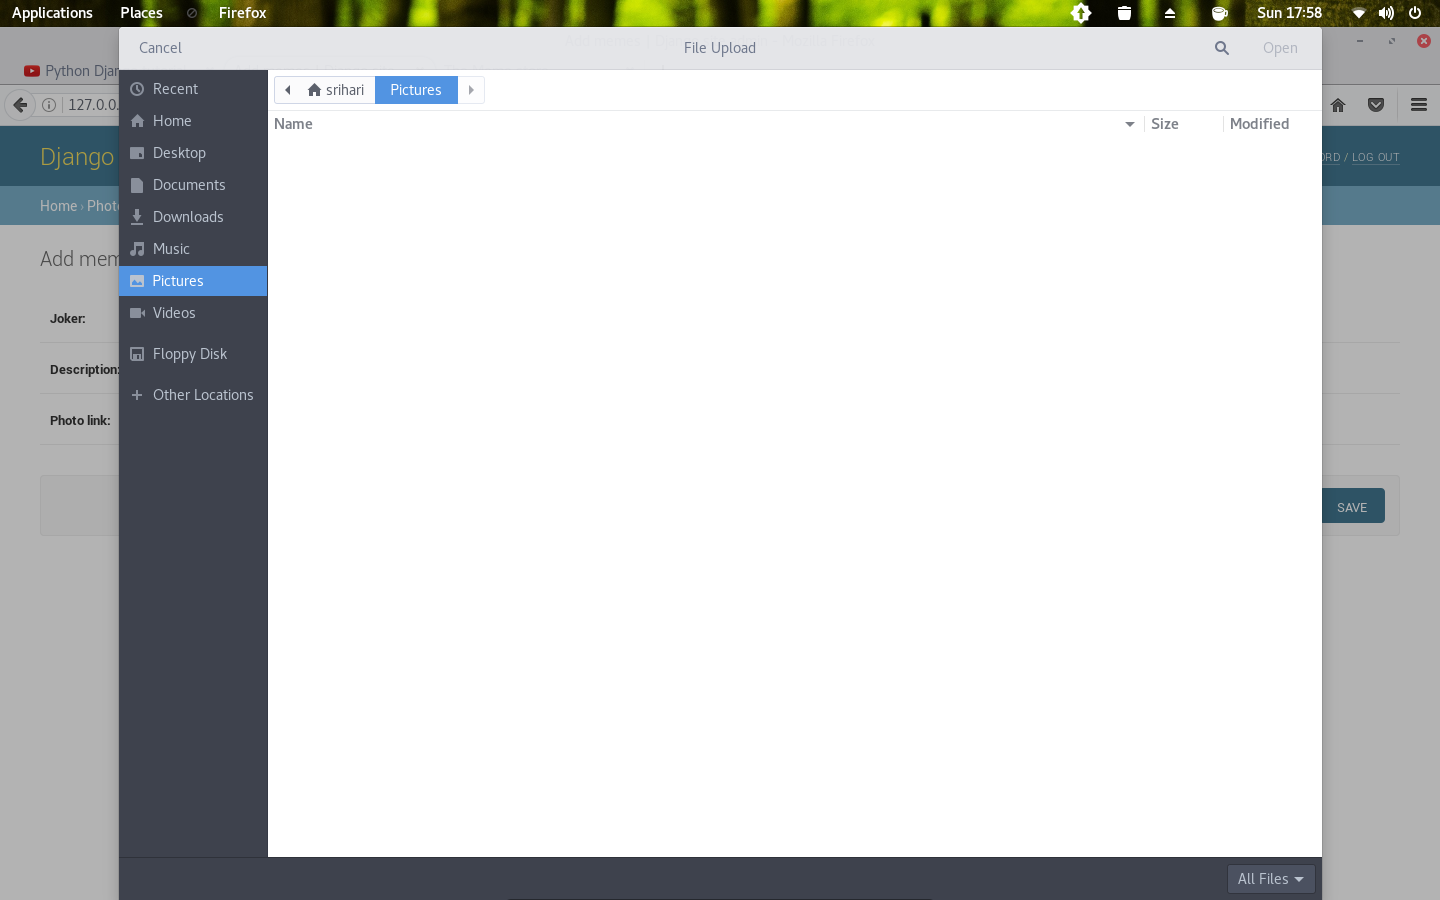 Applications Places Firefox Sun 17:58
Cancel File Upload Open
Python Djan
Recent srihari Pictures
127.0.0.
Home Name Size Modified
Django Desktop ORD / LOG OUT
Documents
Home › Photo Downloads
Music
Add mem
Pictures
Joker: Videos
Floppy Disk
Description:
Other Locations
Photo link:
SAVE
All Files